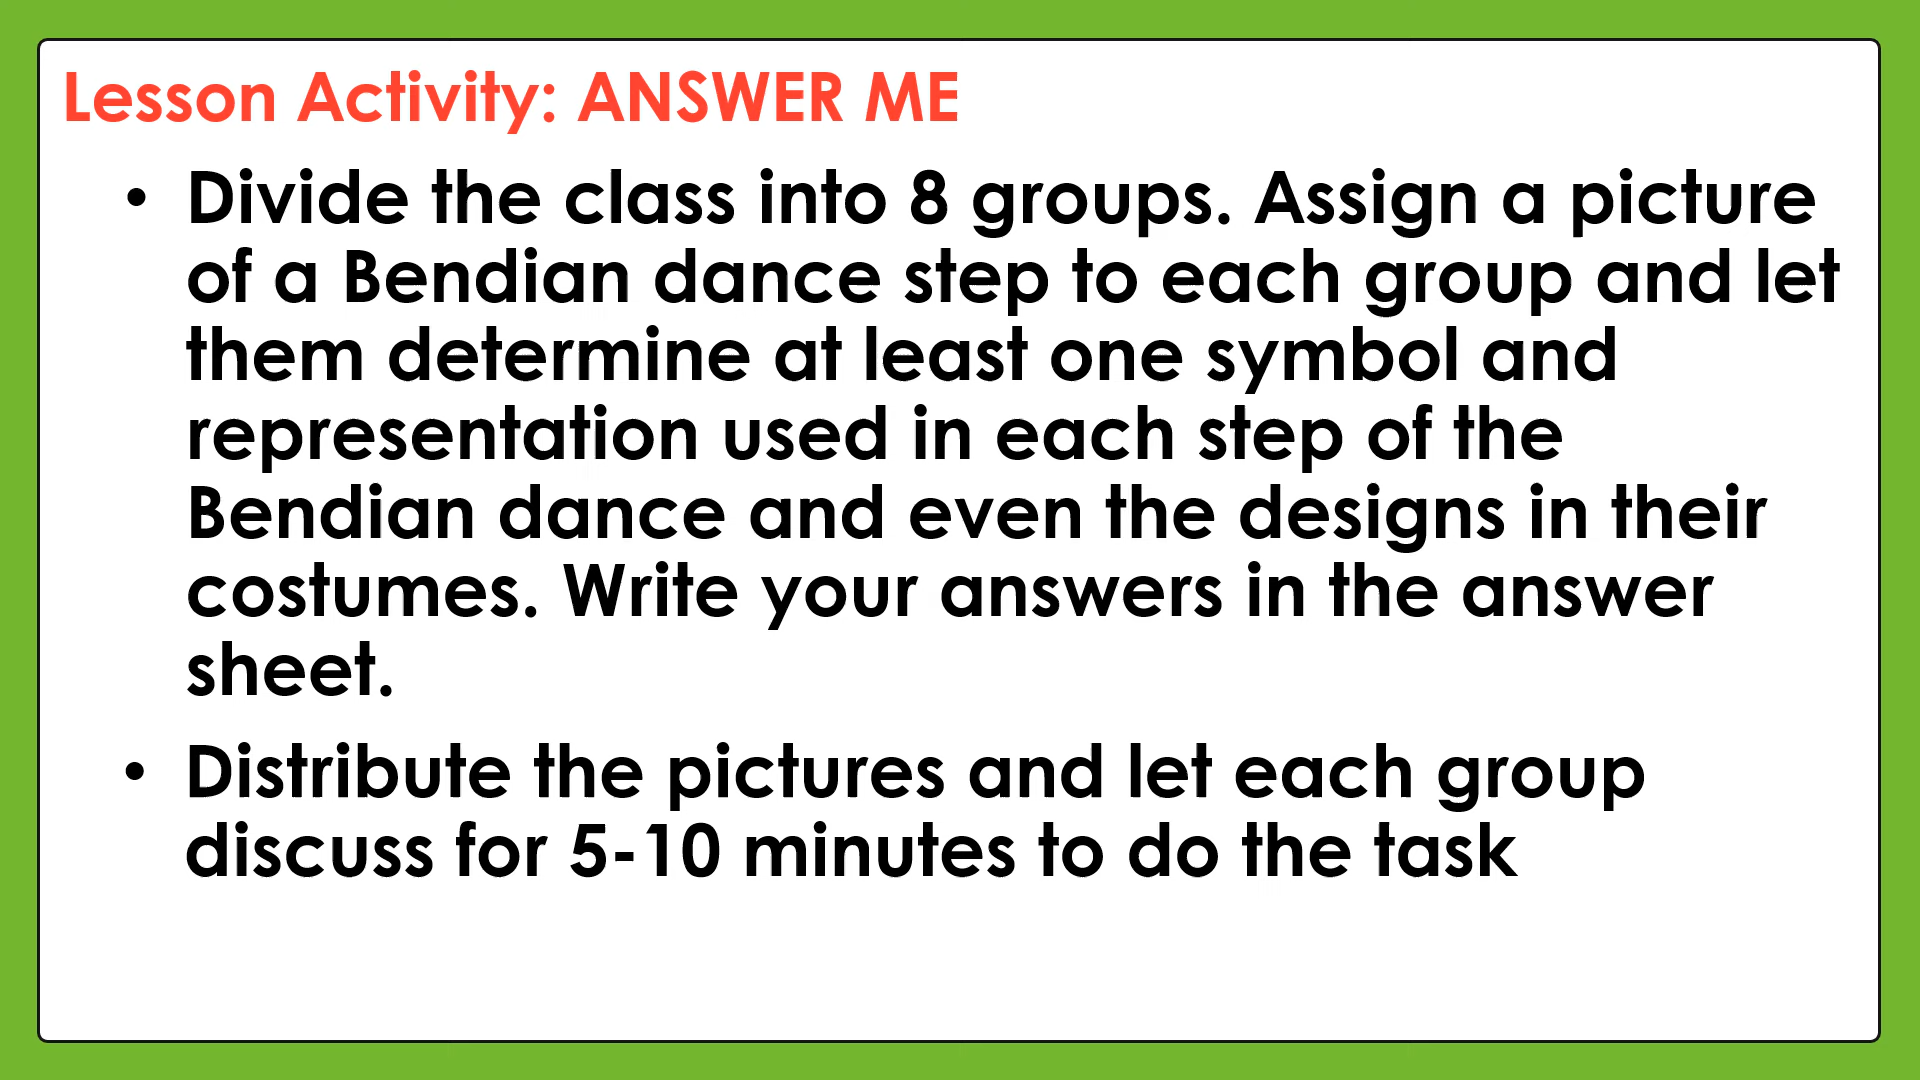 Lesson Activity: ANSWER ME
• Divide the class into 8 groups. Assign a picture
of a Bendian dance step to each group and let
them determine at least one symbol and
representation used in each step of the
Bendian dance and even the designs in their
costumes. Write your answers in the answer
sheet.
• Distribute the pictures and let each group
discuss for 5-10 minutes to do the task